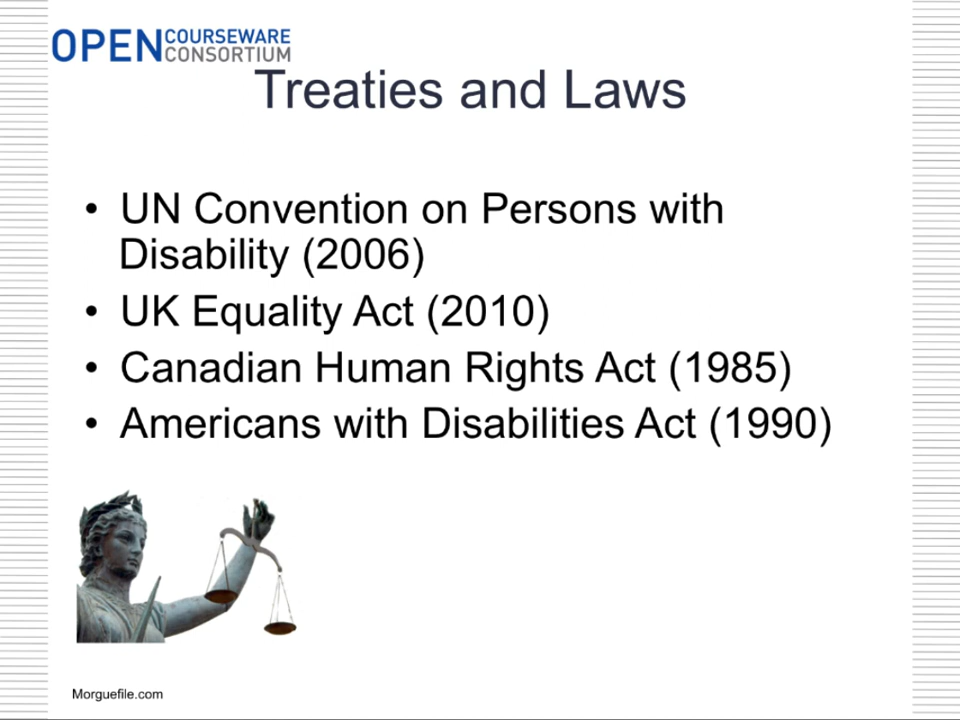 OPEN COURSEWARE
CONSORTIUM
Treaties and Laws
• UN Convention on Persons with
Disability (2006)
• UK Equality Act (2010)
• Canadian Human Rights Act (1985)
• Americans with Disabilities Act (1990)
Morguefile.com